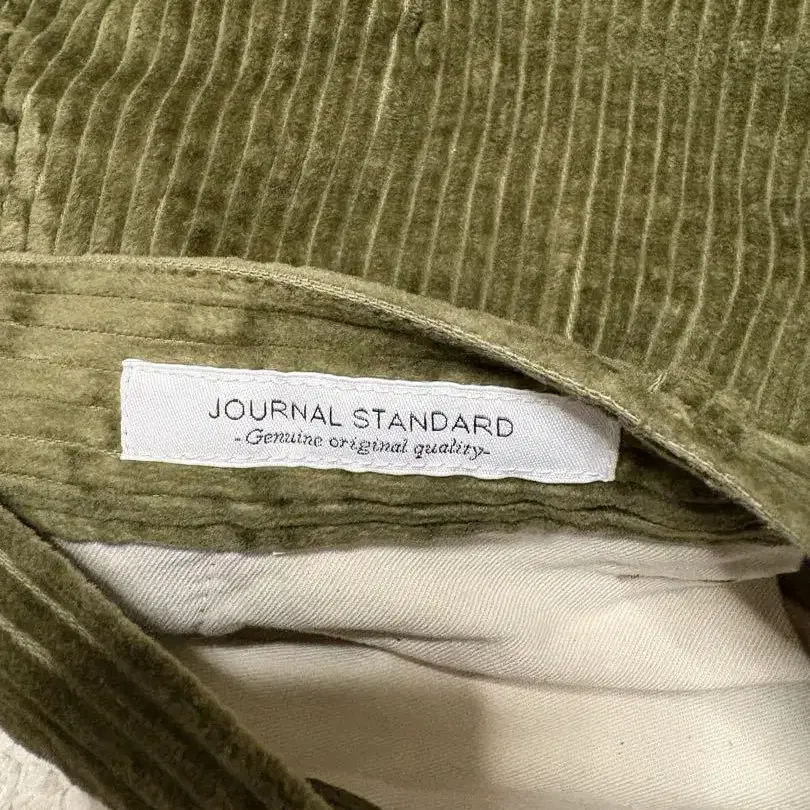 JOURNAL STANDARD
-Genuine original quality-